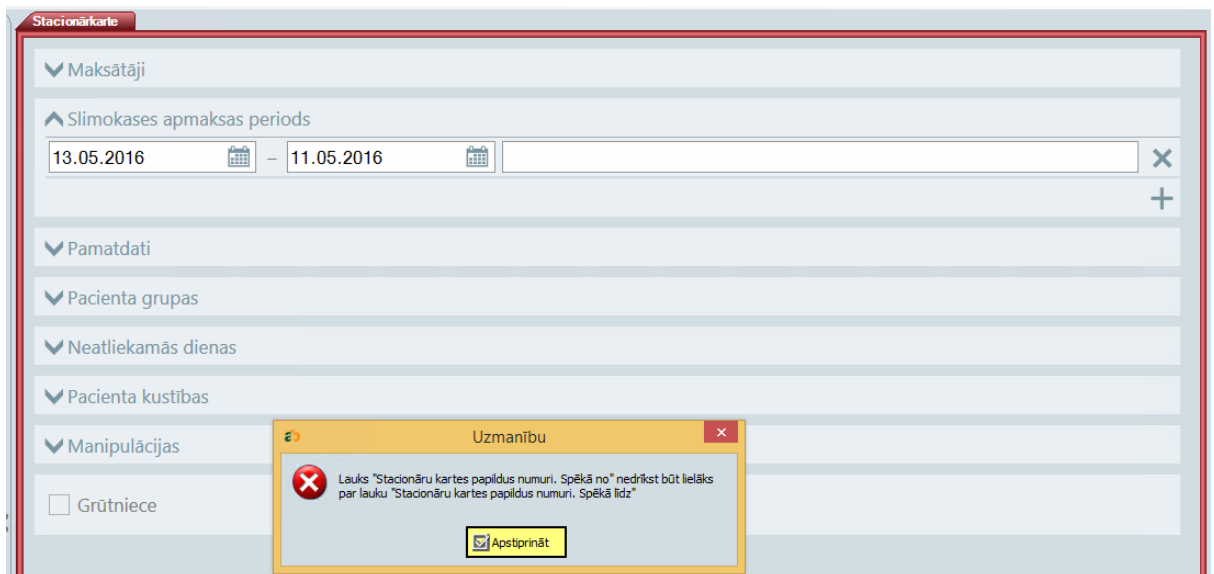 Stacionārkarte
Maksātāji
Slimokases apmaksas periods
13.05.2016 – 11.05.2016
Pamatdati
Pacienta grupas
Neatliekamās dienas
Pacienta kustības
Manipulācijas
Grūtniece
Uzmanību
Lauks "Stacionāru kartes papildus numuri. Spēkā no" nedrīkst būt lielāks
par lauku "Stacionāru kartes papildus numuri. Spēkā līdz"
Apstiprināt